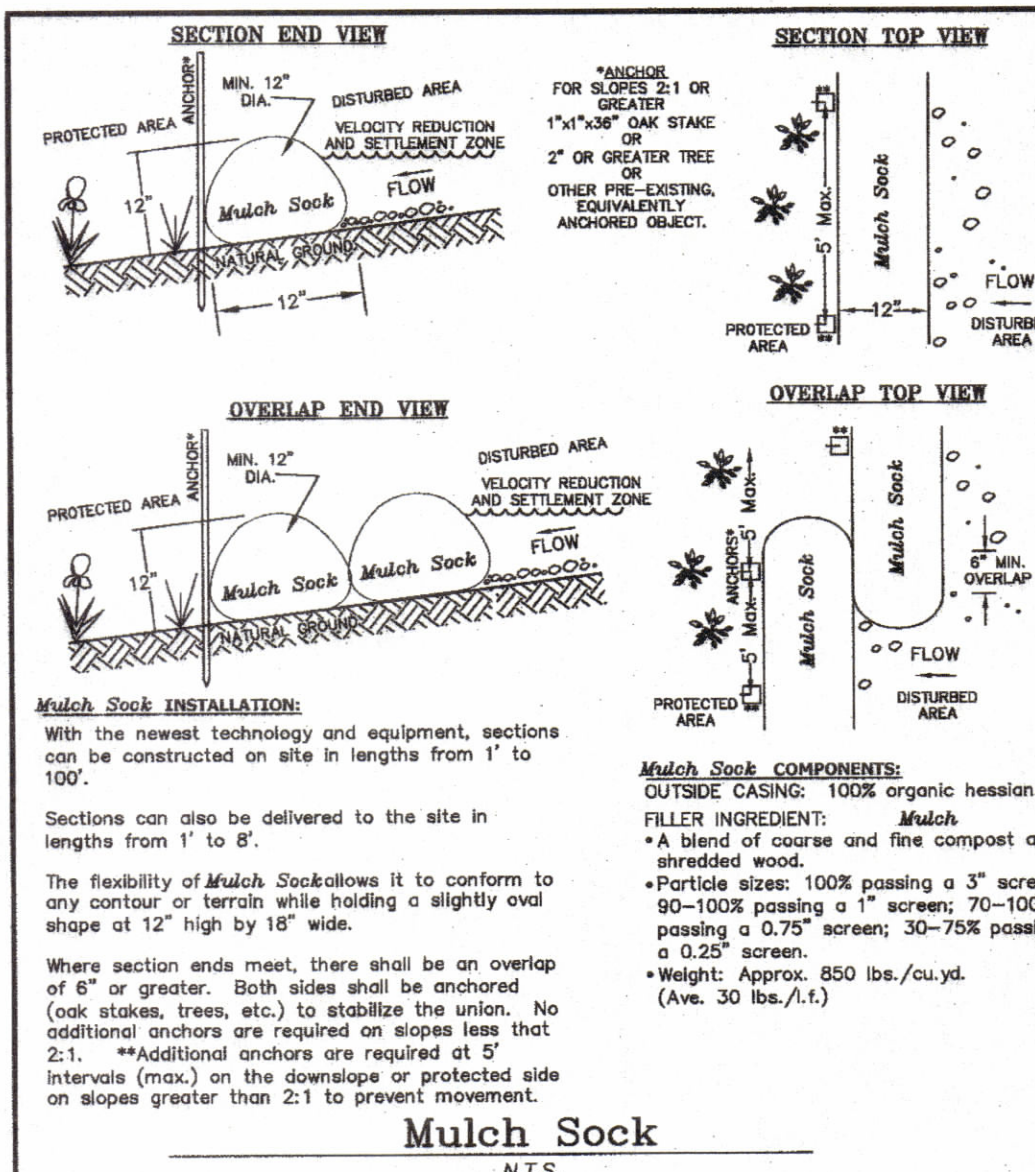 SECTION END VIEW
ANCHOR*
MIN. 12"
DIA.
DISTURBED AREA
PROTECTED AREA
VELOCITY REDUCTION
AND SETTLEMENT ZONE
FLOW
12"
Mulch Sock
NATURAL GROUND
12"
*ANCHOR
FOR SLOPES 2:1 OR
GREATER
1"x1"x36" OAK STAKE
OR
2" OR GREATER TREE
OR
OTHER PRE-EXISTING,
EQUIVALENTLY
ANCHORED OBJECT.
SECTION TOP VIEW
**
5' Max.
Mulch Sock
12"
FLOW
PROTECTED
AREA
**
DISTURBE
AREA
OVERLAP END VIEW
ANCHOR*
MIN. 12"
DIA.
DISTURBED AREA
PROTECTED AREA
VELOCITY REDUCTION
AND SETTLEMENT ZONE
FLOW
12"
Mulch Sock
Mulch Sock
NATURAL GROUND
OVERLAP TOP VIEW
**
5' Max.
ANCHORS*
5' Max.
Mulch Sock
Mulch Sock
6" MIN.
OVERLAP
FLOW
PROTECTED
AREA
**
DISTURBED
AREA
Mulch Sock INSTALLATION:
With the newest technology and equipment, sections
can be constructed on site in lengths from 1' to
100'.
Sections can also be delivered to the site in
lengths from 1' to 8'.
The flexibility of Mulch Sock allows it to conform to
any contour or terrain while holding a slightly oval
shape at 12" high by 18" wide.
Where section ends meet, there shall be an overlap
of 6" or greater. Both sides shall be anchored
(oak stakes, trees, etc.) to stabilize the union. No
additional anchors are required on slopes less that
2:1. **Additional anchors are required at 5'
intervals (max.) on the downslope or protected side
on slopes greater than 2:1 to prevent movement.
Mulch Sock COMPONENTS:
OUTSIDE CASING: 100% organic hessian
FILLER INGREDIENT: Mulch
•A blend of coarse and fine compost a
shredded wood.
•Particle sizes: 100% passing a 3" scre
90-100% passing a 1" screen; 70-100
passing a 0.75" screen; 30-75% passi
a 0.25" screen.
•Weight: Approx. 850 lbs./cu.yd.
(Ave. 30 lbs./l.f.)
Mulch Sock
N.T.S.